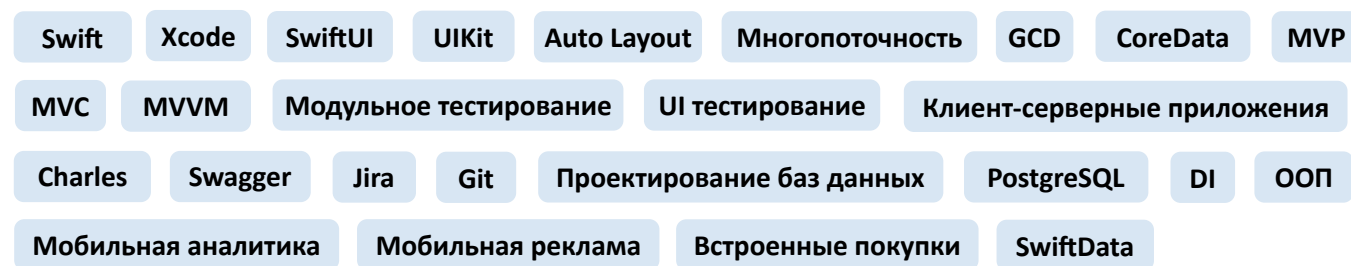 Swift Xcode SwiftUI UIKit Auto Layout Многопоточность GCD CoreData MVP
MVC MVVM Модульное тестирование UI тестирование Клиент-серверные приложения
Charles Swagger Jira Git Проектирование баз данных PostgreSQL DI ООП
Мобильная аналитика Мобильная реклама Встроенные покупки SwiftData